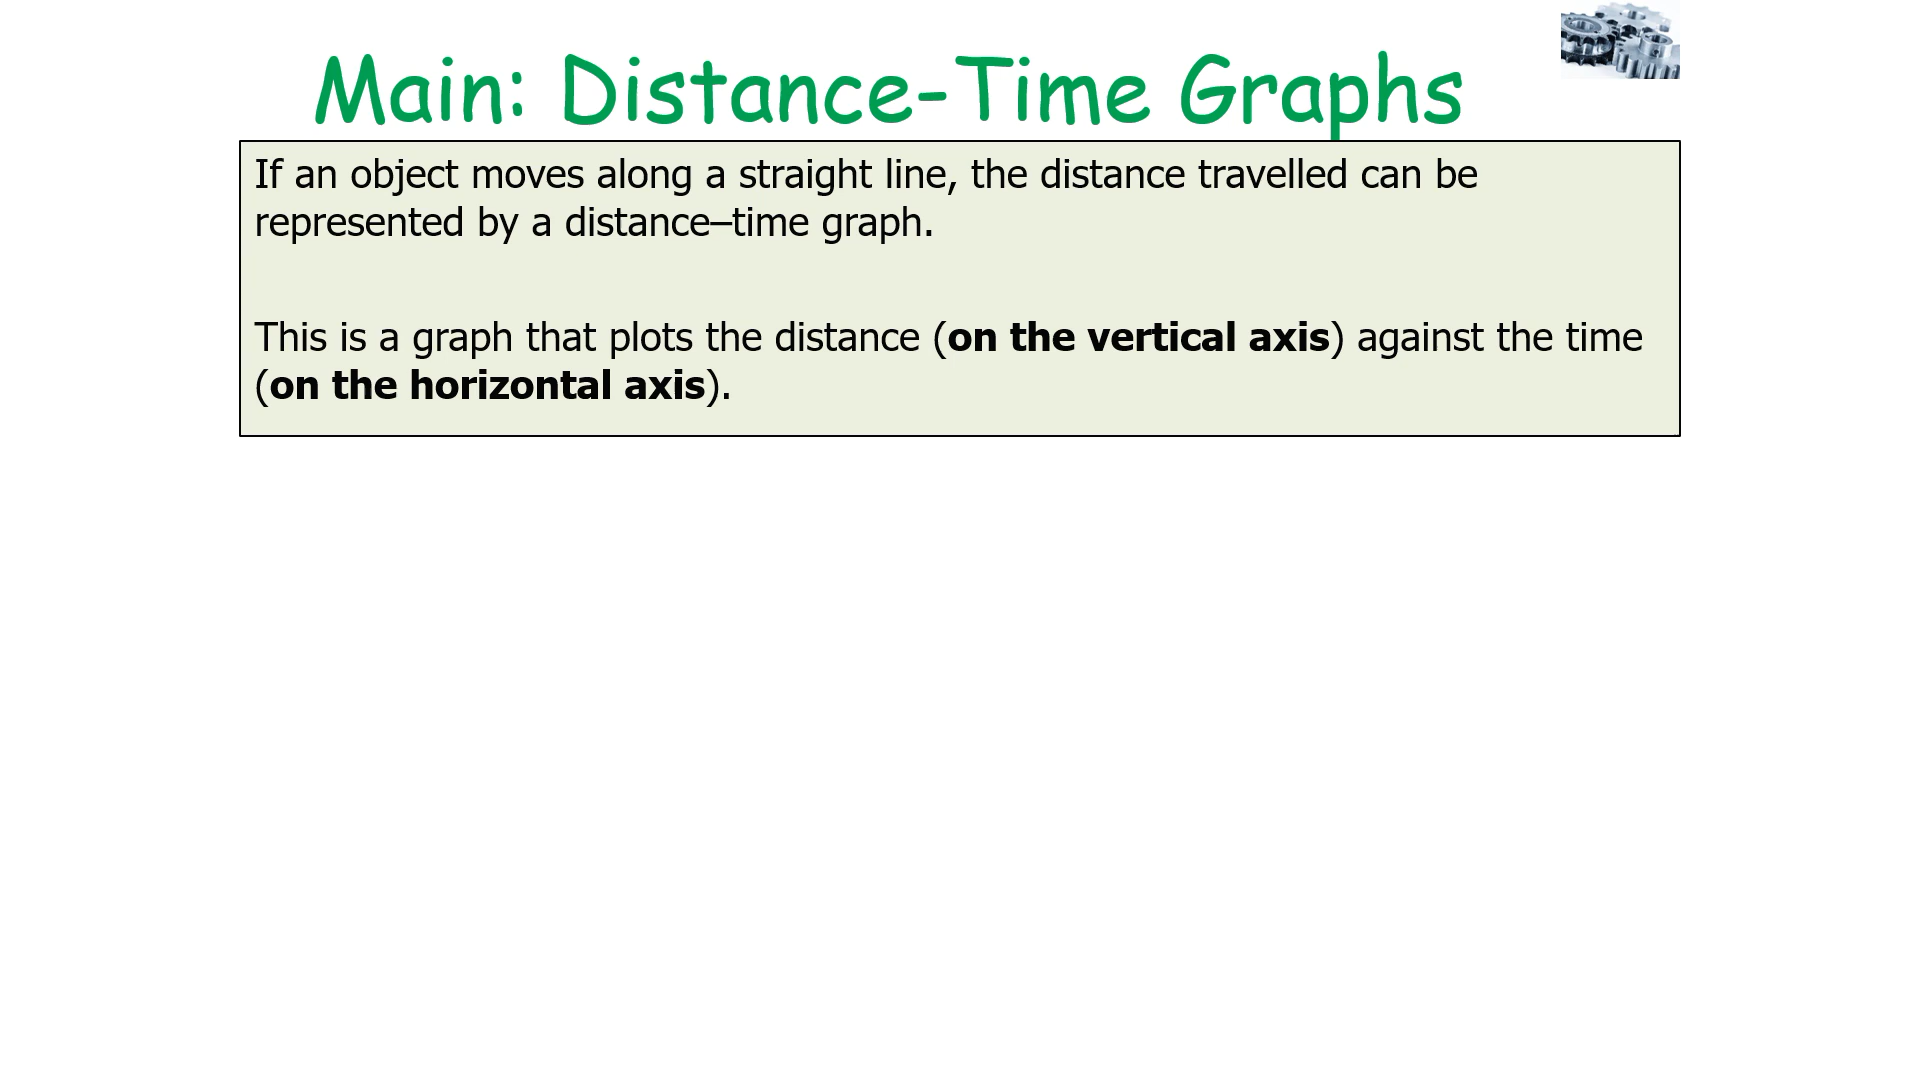 Main: Distance-Time Graphs
If an object moves along a straight line, the distance travelled can be
represented by a distance–time graph.
This is a graph that plots the distance (on the vertical axis) against the time
(on the horizontal axis).